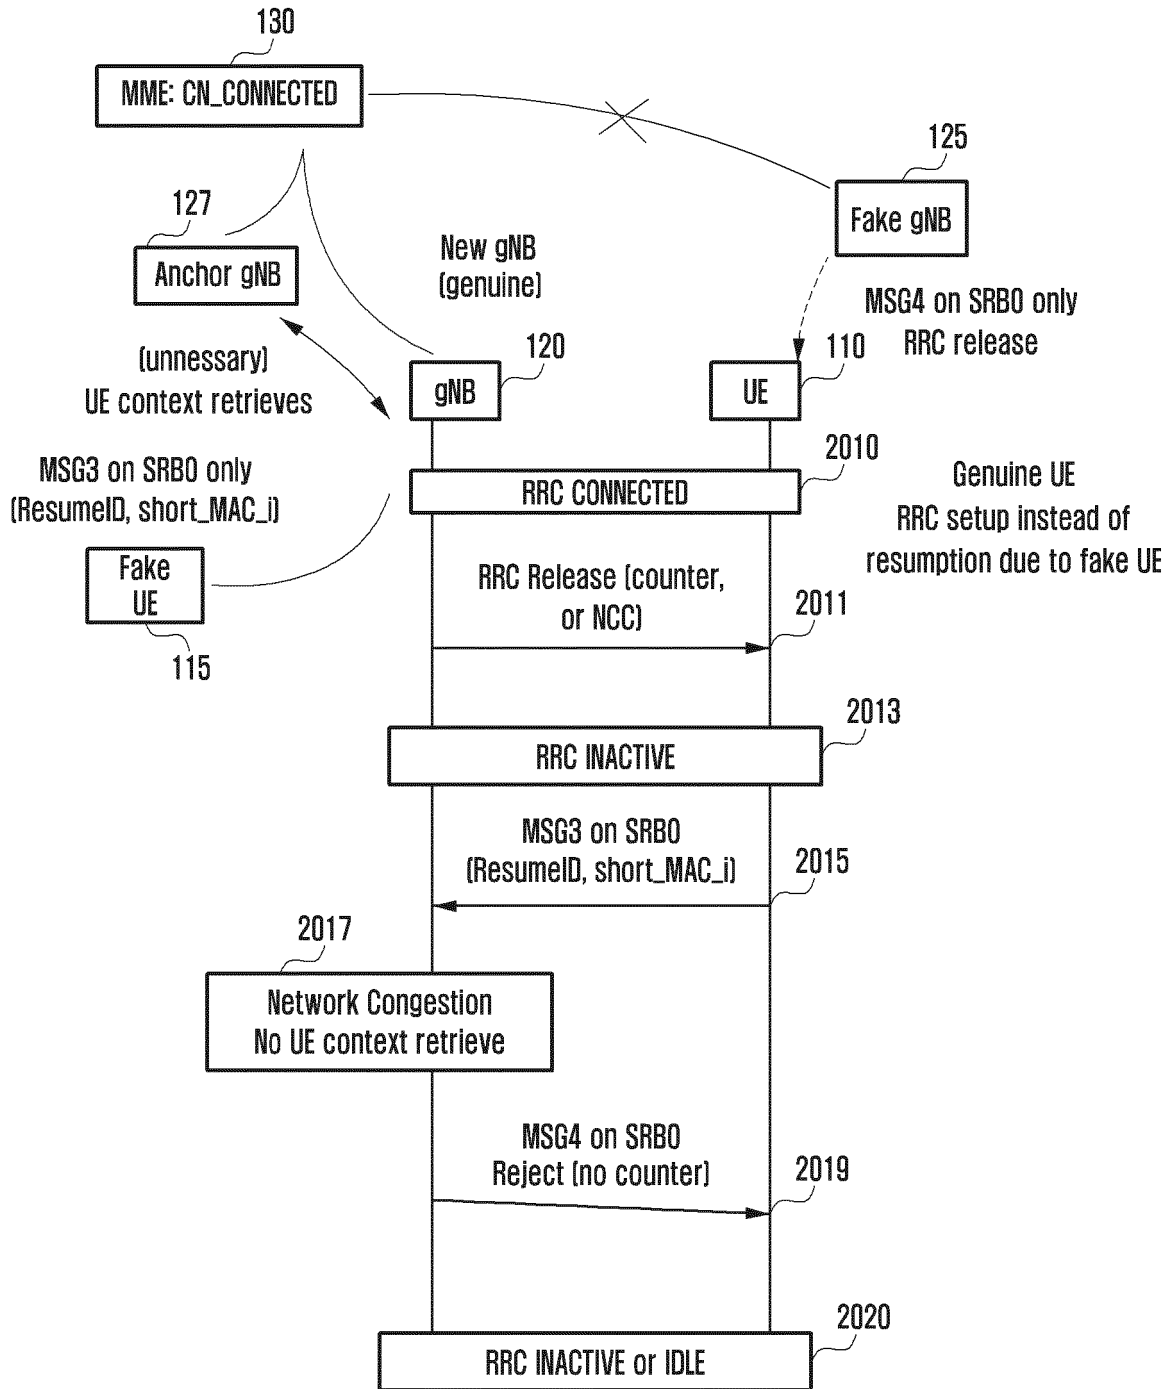 130
MME: CN_CONNECTED
125
Fake gNB
127
Anchor gNB
New gNB
(genuine)
MSG4 on SRB0 only
RRC release
(unnessary)
UE context retrieves
120
gNB
110
UE
MSG3 on SRB0 only
(ResumeID, short_MAC_i)
2010
RRC CONNECTED
Genuine UE
RRC setup instead of
resumption due to fake UE
Fake
UE
115
RRC Release (counter,
or NCC)
2011
2013
RRC INACTIVE
MSG3 on SRB0
(ResumeID, short_MAC_i)
2015
2017
Network Congestion
No UE context retrieve
MSG4 on SRB0
Reject (no counter)
2019
2020
RRC INACTIVE or IDLE